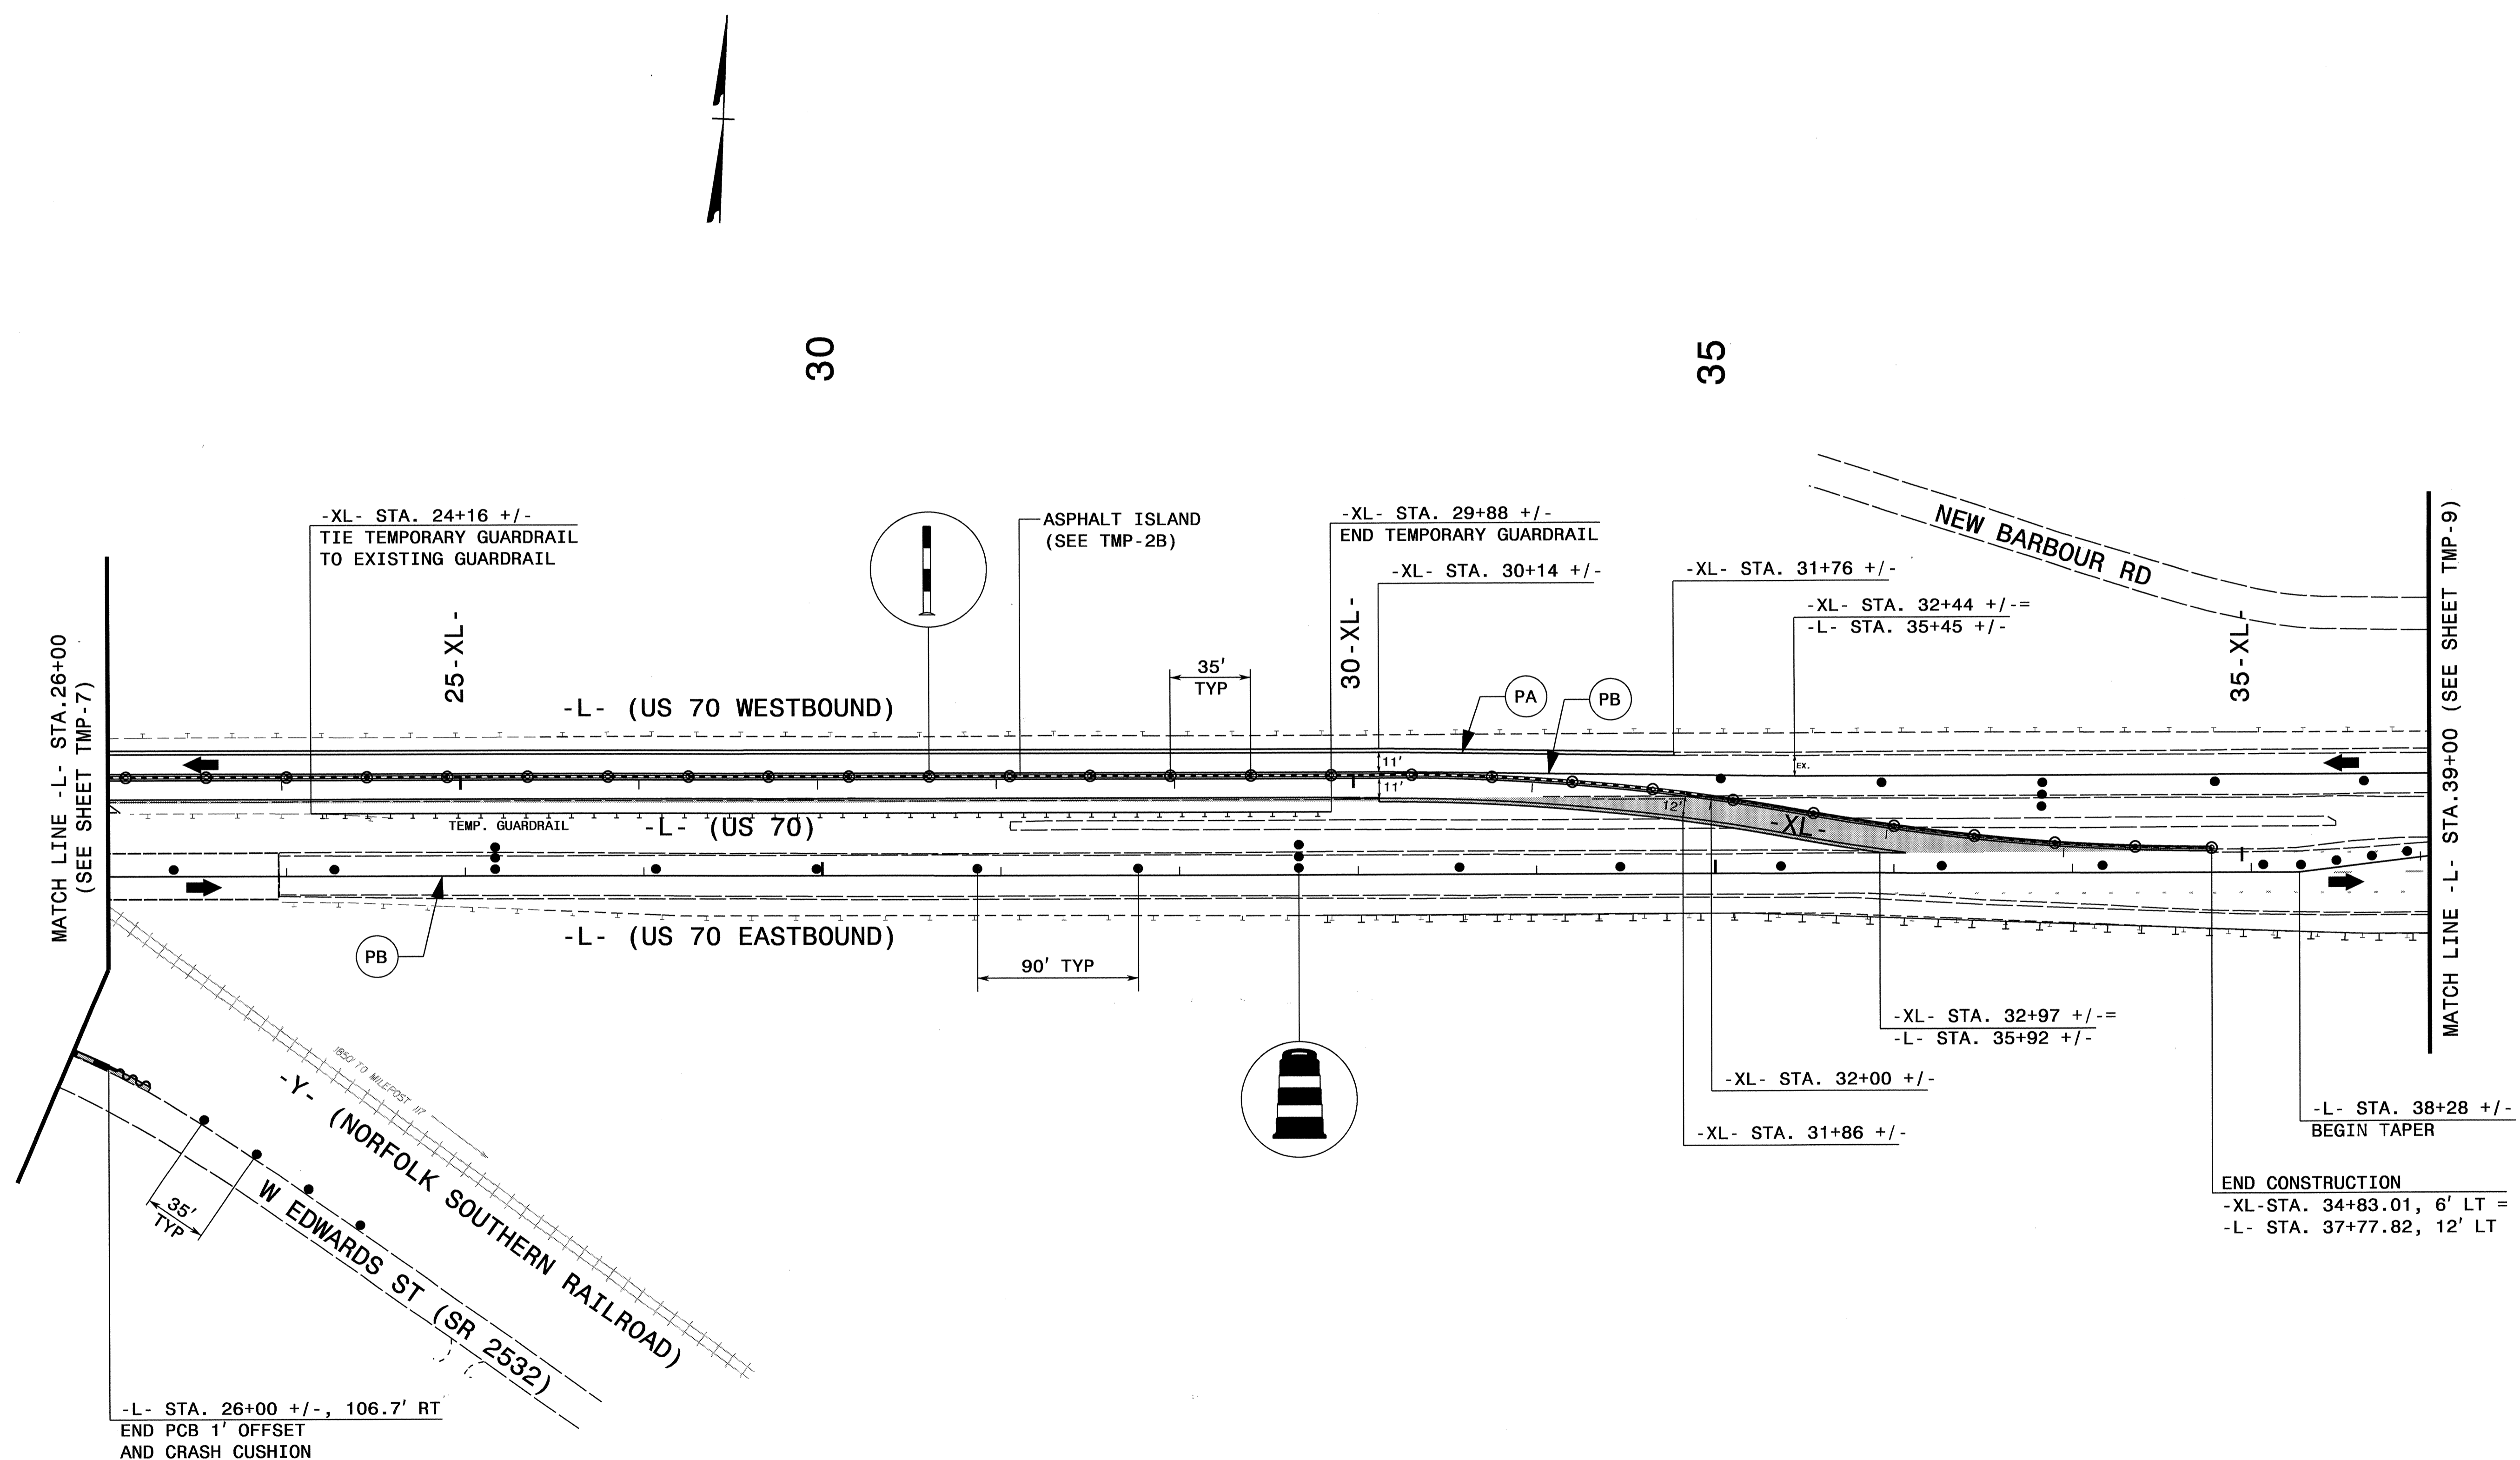 30
35
-XL- STA. 24+16 +/-
TIE TEMPORARY GUARDRAIL
TO EXISTING GUARDRAIL
ASPHALT ISLAND
(SEE TMP-2B)
-XL- STA. 29+88 +/-
END TEMPORARY GUARDRAIL
-XL- STA. 30+14 +/-
-XL- STA. 31+76 +/-
-XL- STA. 32+44 +/-=
-L- STA. 35+45 +/-
NEW BARBOUR RD
MATCH LINE -L- STA.26+00
(SEE SHEET TMP-7)
25-XL-
30-XL-
35-XL-
MATCH LINE -L- STA.39+00 (SEE SHEET TMP-9)
35'
TYP
PA
PB
-L- (US 70 WESTBOUND)
11'
11'
EX.
12'
-XL-
TEMP. GUARDRAIL
-L- (US 70)
PB
-L- (US 70 EASTBOUND)
90' TYP
-XL- STA. 32+97 +/-=
-L- STA. 35+92 +/-
-XL- STA. 32+00 +/-
-XL- STA. 31+86 +/-
-L- STA. 38+28 +/-
BEGIN TAPER
END CONSTRUCTION
-XL-STA. 34+83.01, 6' LT =
-L- STA. 37+77.82, 12' LT
1850' TO MILEPOST 117
-Y- (NORFOLK SOUTHERN RAILROAD)
35'
TYP
W EDWARDS ST (SR 2532)
-L- STA. 26+00 +/-, 106.7' RT
END PCB 1' OFFSET
AND CRASH CUSHION